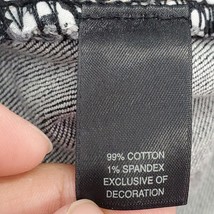 99% COTTON
1% SPANDEX
EXCLUSIVE OF
DECORATION